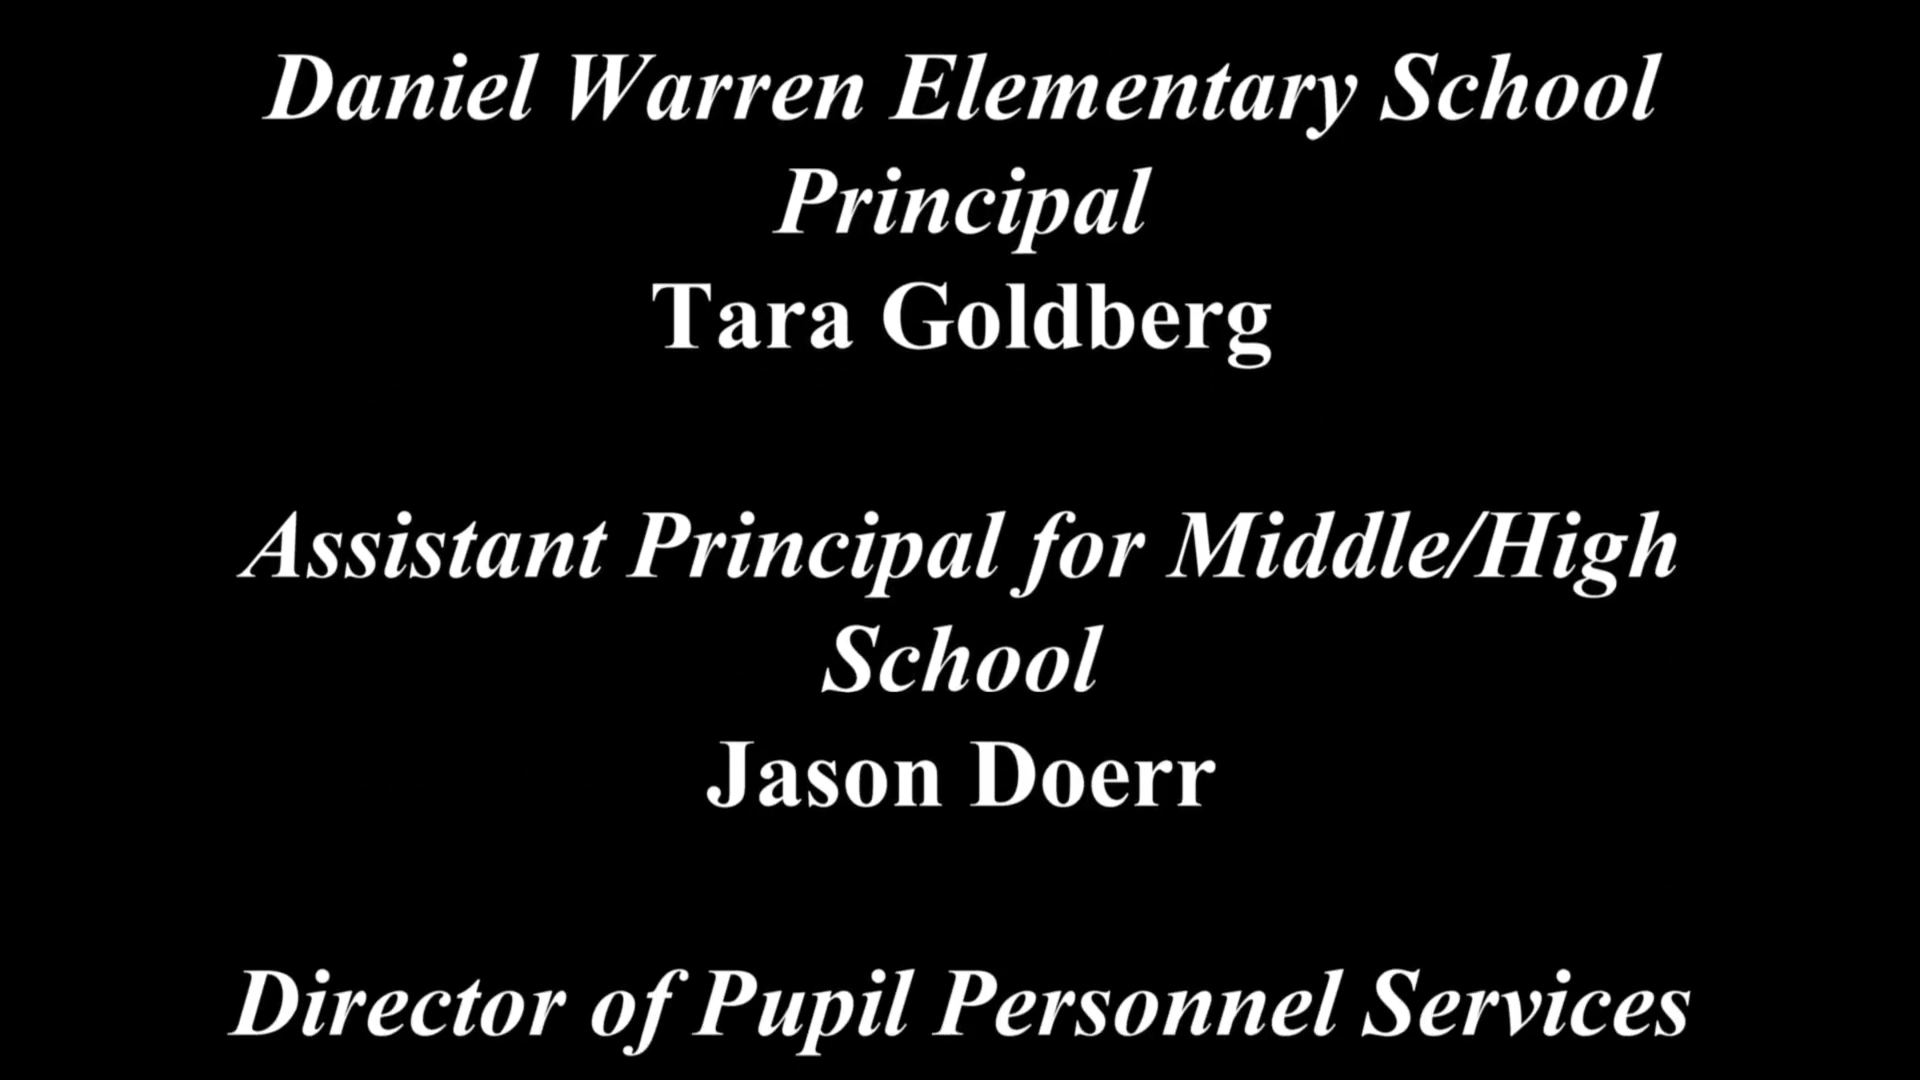 Daniel Warren Elementary School
Principal
Tara Goldberg
Assistant Principal for Middle/High
School
Jason Doerr
Director of Pupil Personnel Services